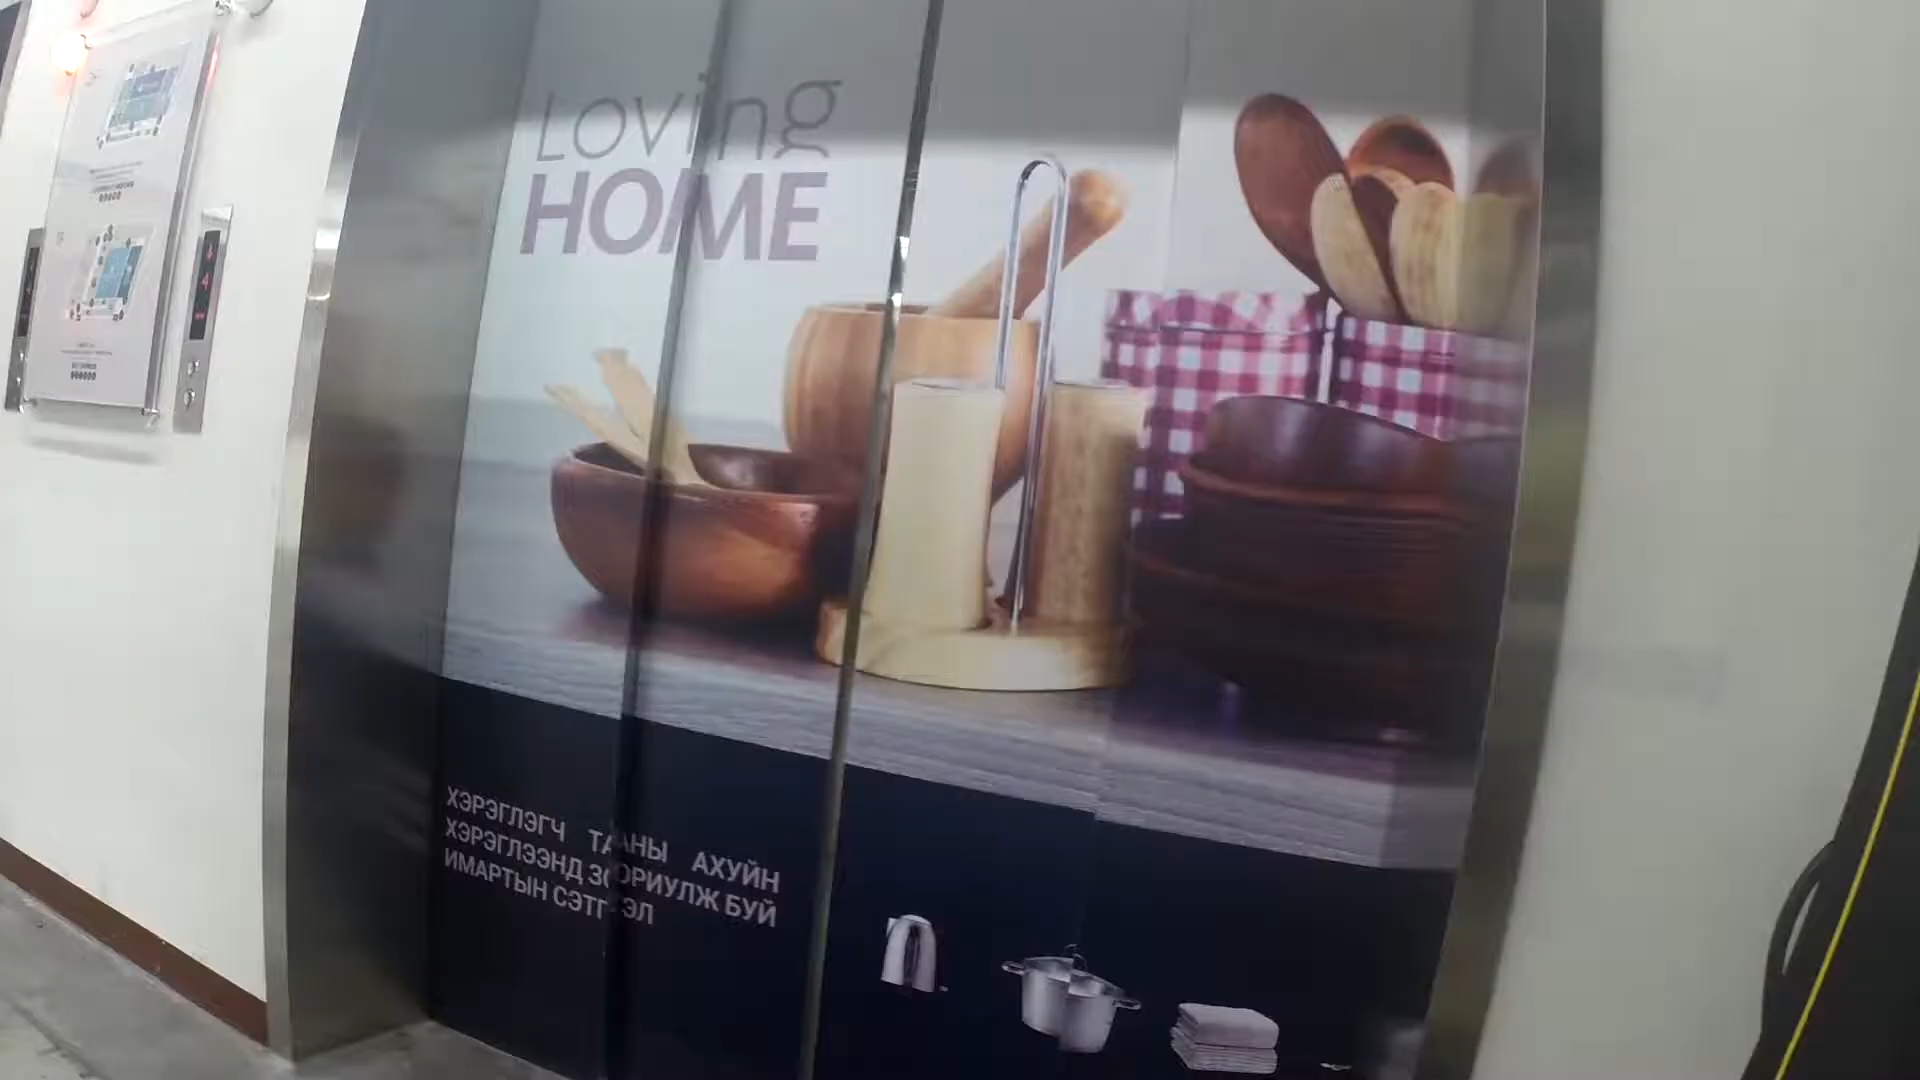 Loving
HOME
ХЭРЭГЛЭГЧ ТАНЫ АХУЙН
ХЭРЭГЛЭЭНД ЗОРИУЛЖ БУЙ
ИМАРТЫН СЭТГЭЛ